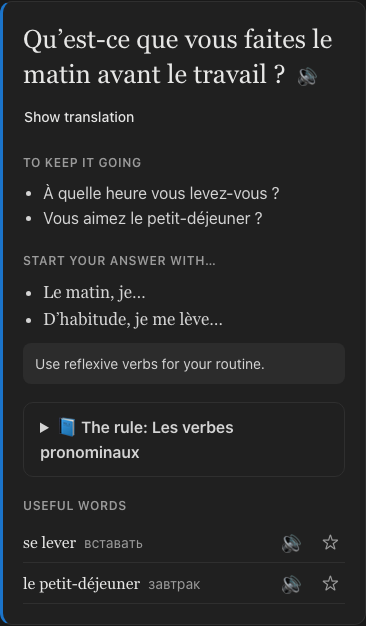 Qu’est-ce que vous faites le
matin avant le travail ?
Show translation
TO KEEP IT GOING
• À quelle heure vous levez-vous ?
• Vous aimez le petit-déjeuner ?
START YOUR ANSWER WITH…
• Le matin, je…
• D’habitude, je me lève…
Use reflexive verbs for your routine.
The rule: Les verbes
pronominaux
USEFUL WORDS
se lever вставать
le petit-déjeuner завтрак